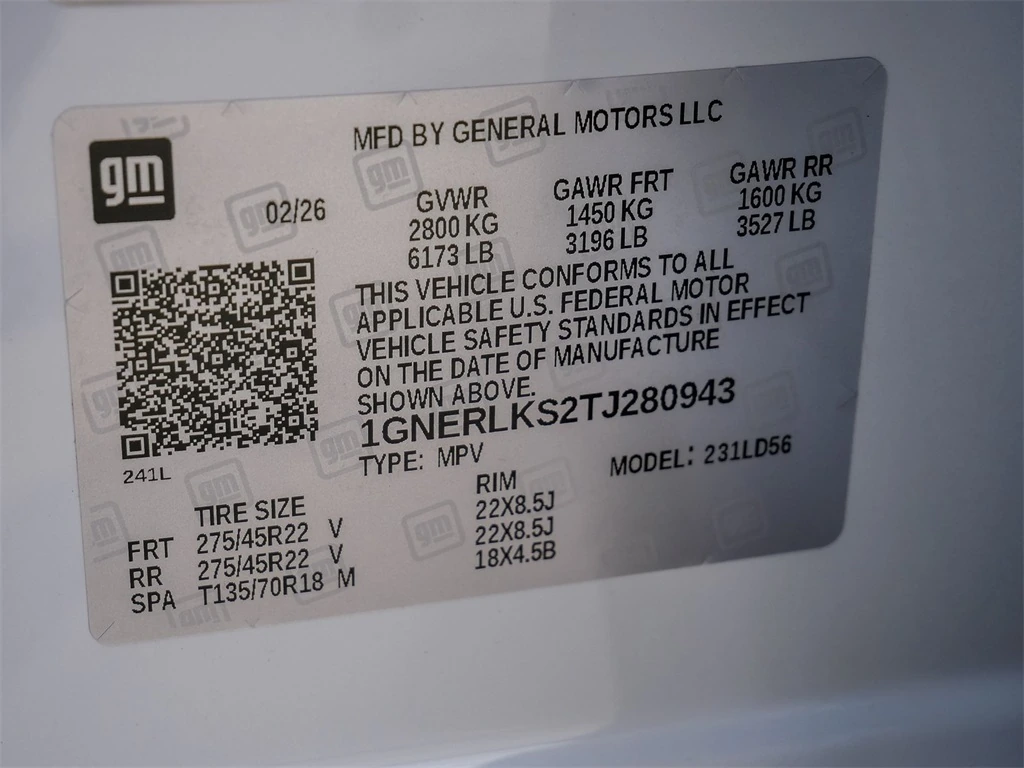 gm
MFD BY GENERAL MOTORS LLC
02/26
GVWR
2800 KG
6173 LB
GAWR FRT
1450 KG
3196 LB
GAWR RR
1600 KG
3527 LB
THIS VEHICLE CONFORMS TO ALL
APPLICABLE U.S. FEDERAL MOTOR
VEHICLE SAFETY STANDARDS IN EFFECT
ON THE DATE OF MANUFACTURE
SHOWN ABOVE.
1GNERLKS2TJ280943
TYPE: MPV
MODEL: 231LD56
241L
TIRE SIZE
RIM
FRT 275/45R22 V 22X8.5J
RR 275/45R22 V 22X8.5J
SPA T135/70R18 M 18X4.5B